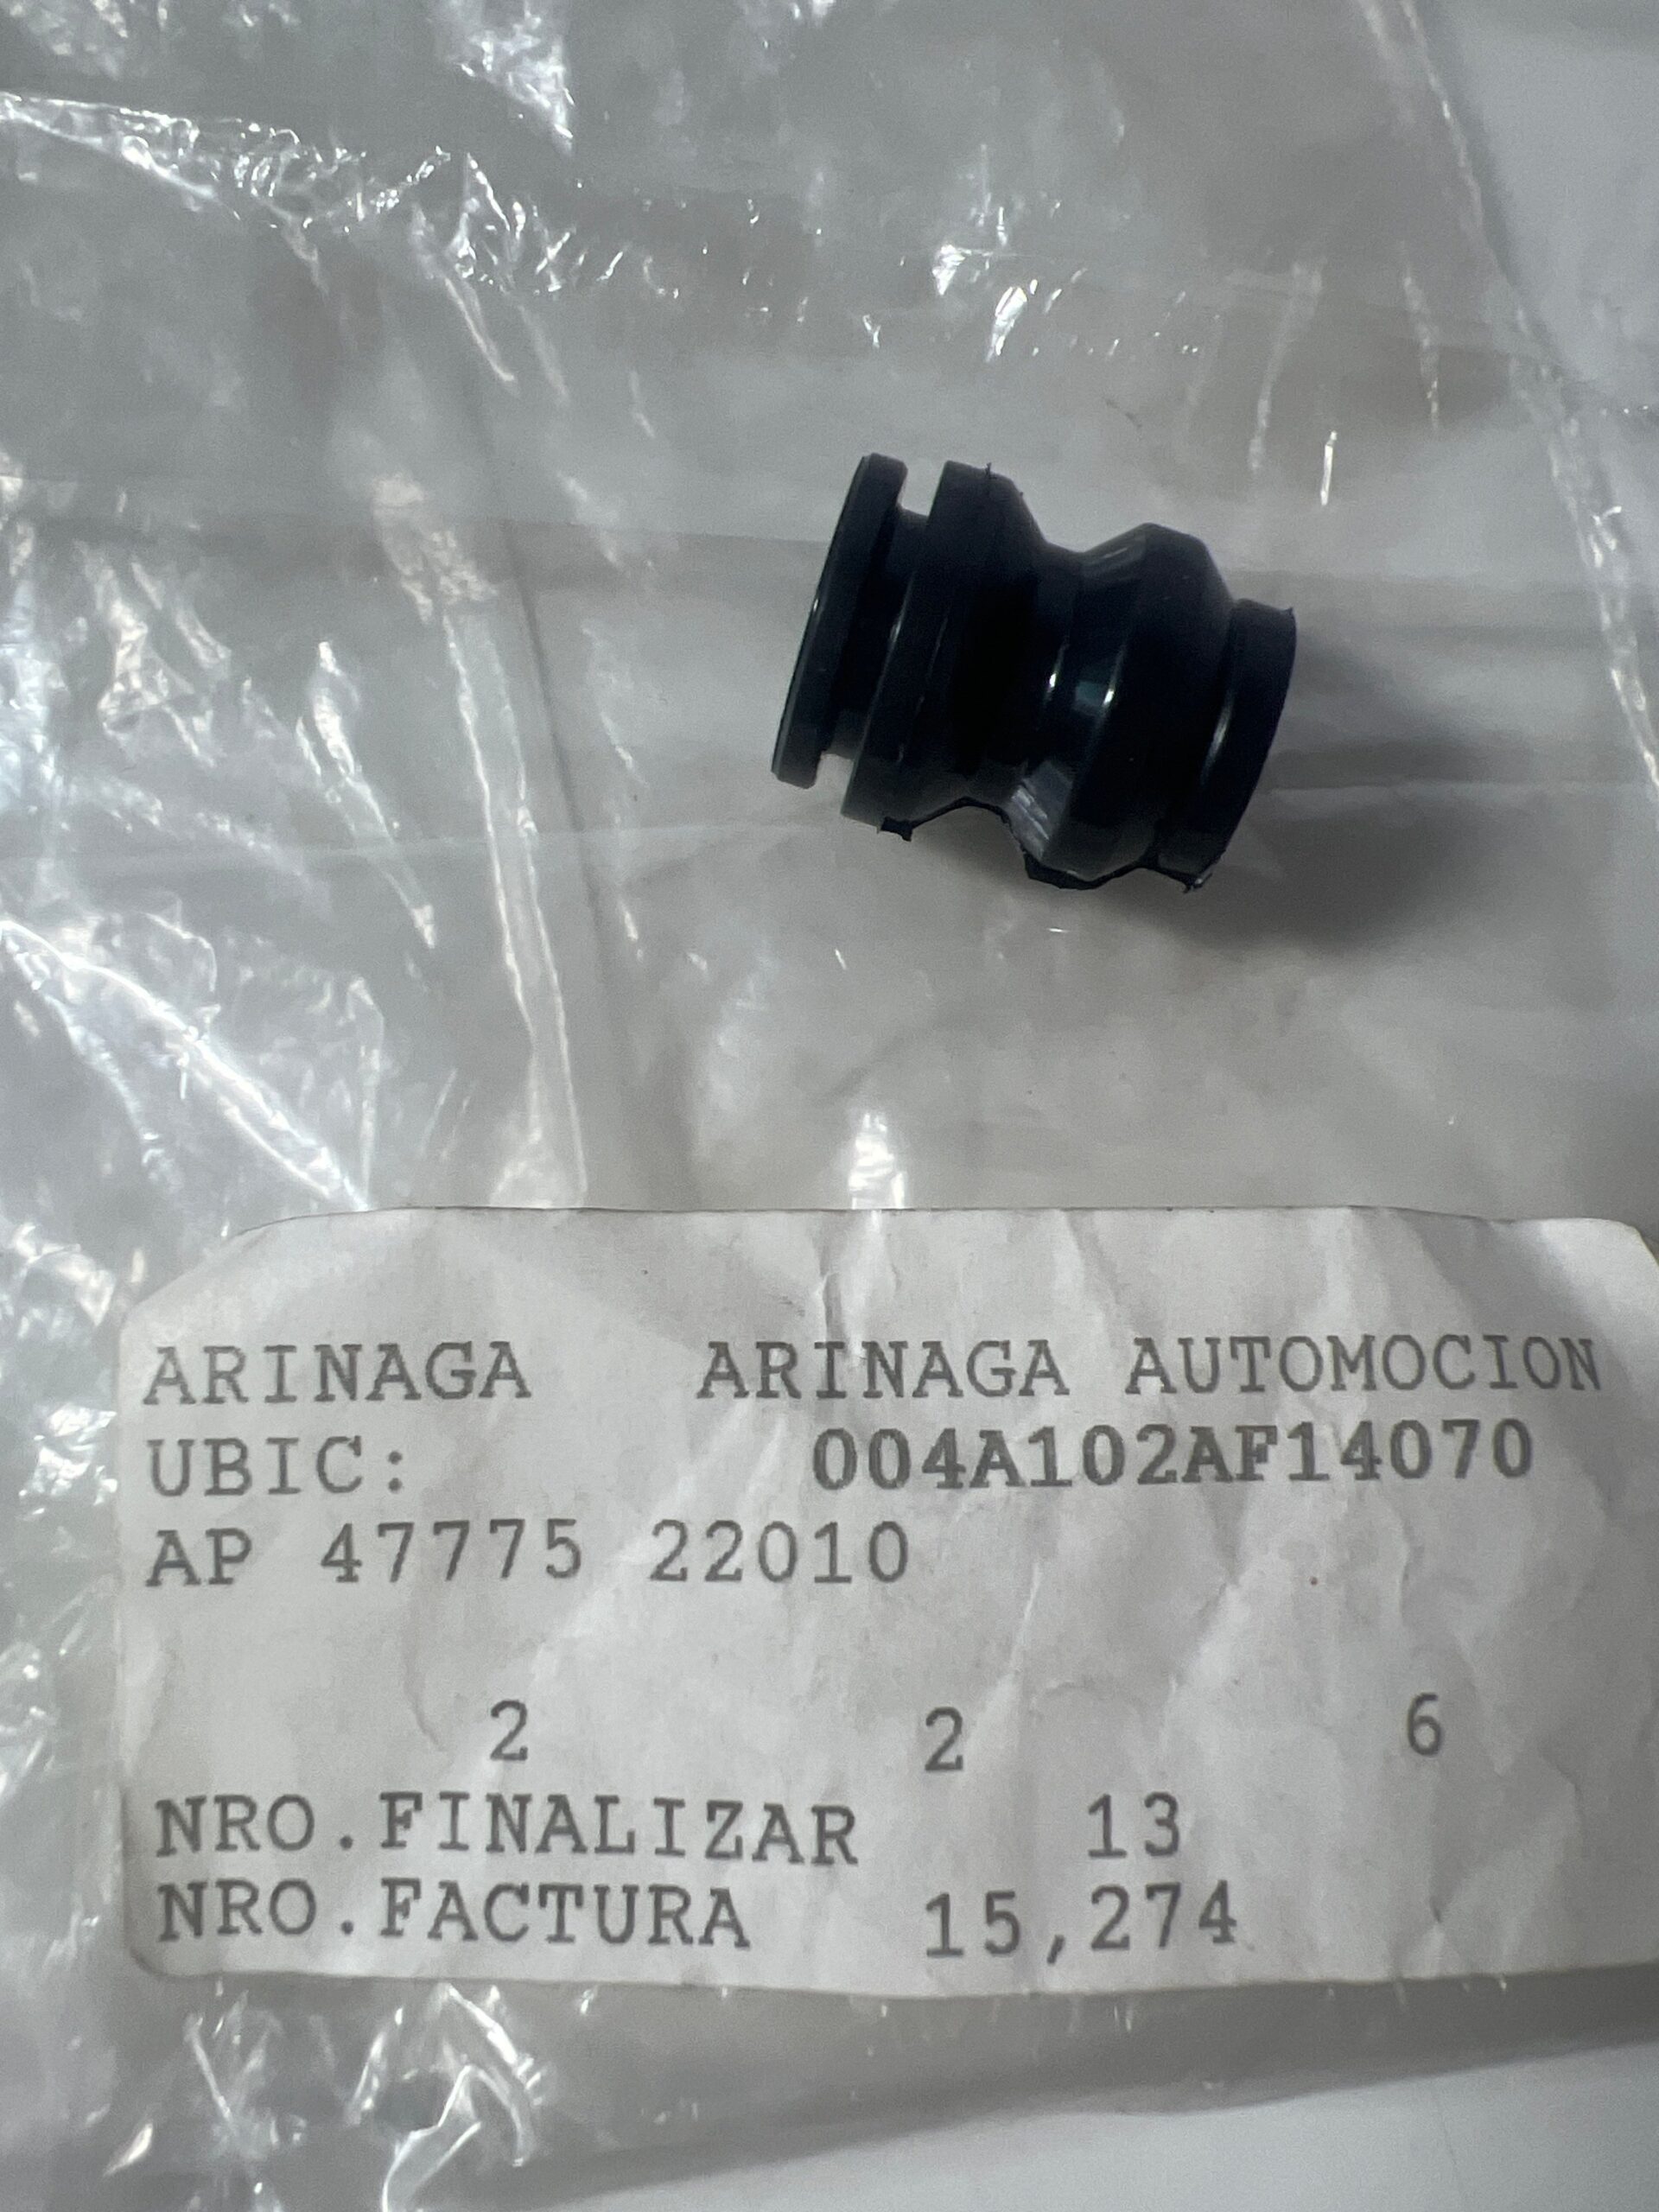 ARINAGA ARINAGA AUTOMOCION
UBIC: 004A102AF14070
AP 47775 22010
2 2 6
NRO.FINALIZAR 13
NRO.FACTURA 15,274